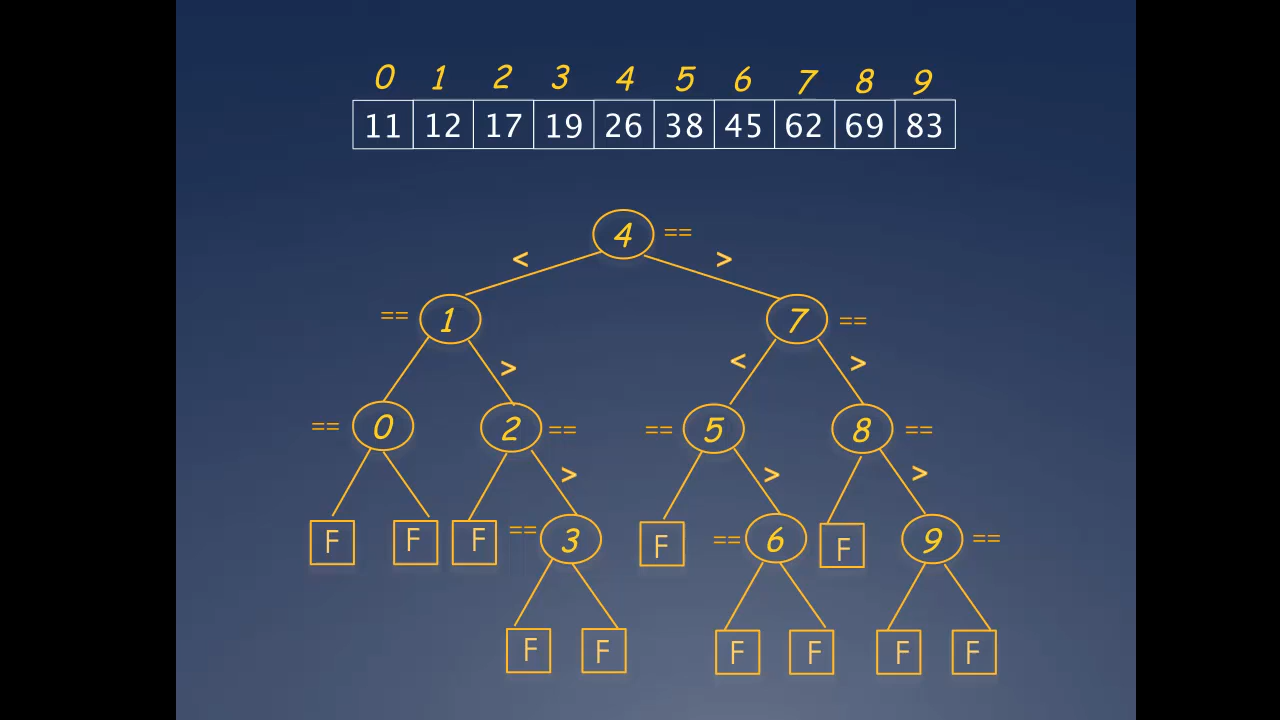 0 1 2 3 4 5 6 7 8 9
11 12 17 19 26 38 45 62 69 83
4 ==
< >
== 1 7 ==
> < >
== 0 2 == == 5 8 ==
> > >
F F F == 3 F == 6 F 9 ==
F F F F F F